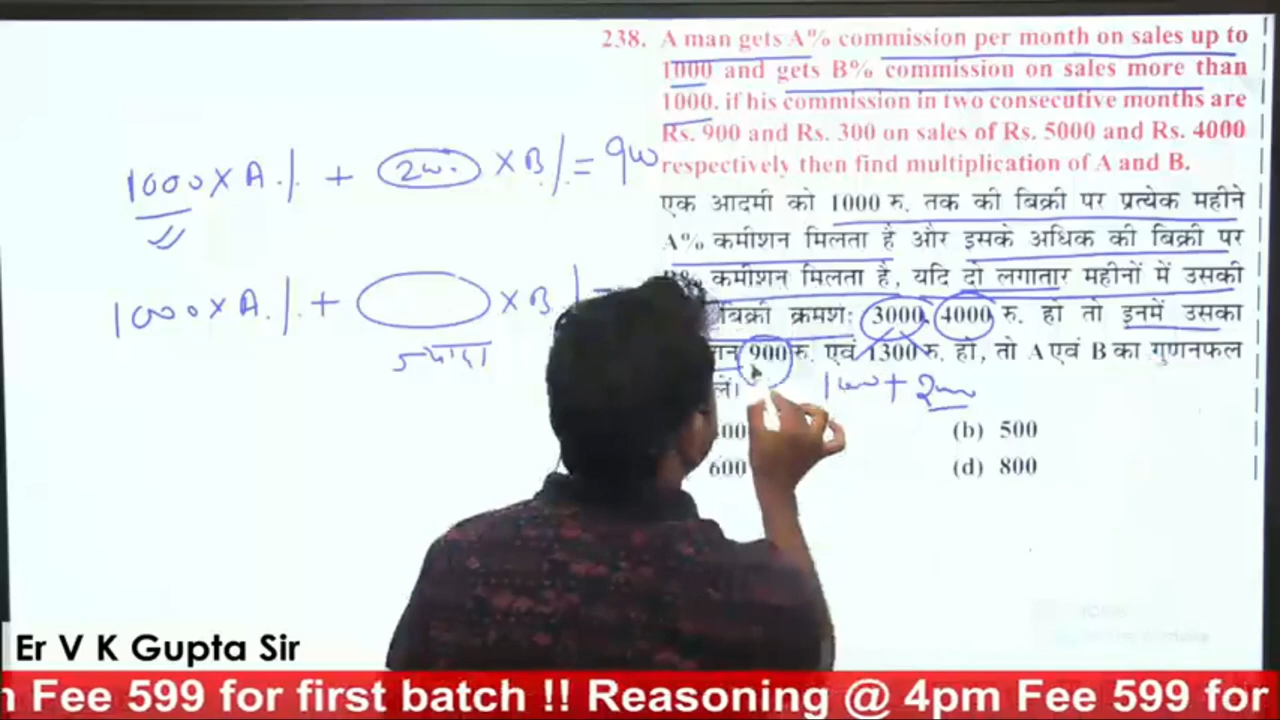 238. A man gets A% commission per month on sales up to
1000 and gets B% commission on sales more than
1000. if his commission in two consecutive months are
Rs. 900 and Rs. 300 on sales of Rs. 5000 and Rs. 4000
respectively then find multiplication of A and B.
एक आदमी को 1000 रु. तक की बिक्री पर प्रत्येक महीने
A% कमीशन मिलता है और इसके अधिक की बिक्री पर
B% कमीशन मिलता है, यदि दो लगातार महीनों में उसकी
बिक्री क्रमशः 3000, 4000 रु. हो तो इनमें उसका
900 रु. एवं 1300 रु. हो, तो A एवं B का गुणनफल
(b) 500
600 (d) 800
1000 × A % + × B % =
1000 × A % + × B %
ज्यादा
Er V K Gupta Sir
Fee 599 for first batch !! Reasoning @ 4pm Fee 599 for